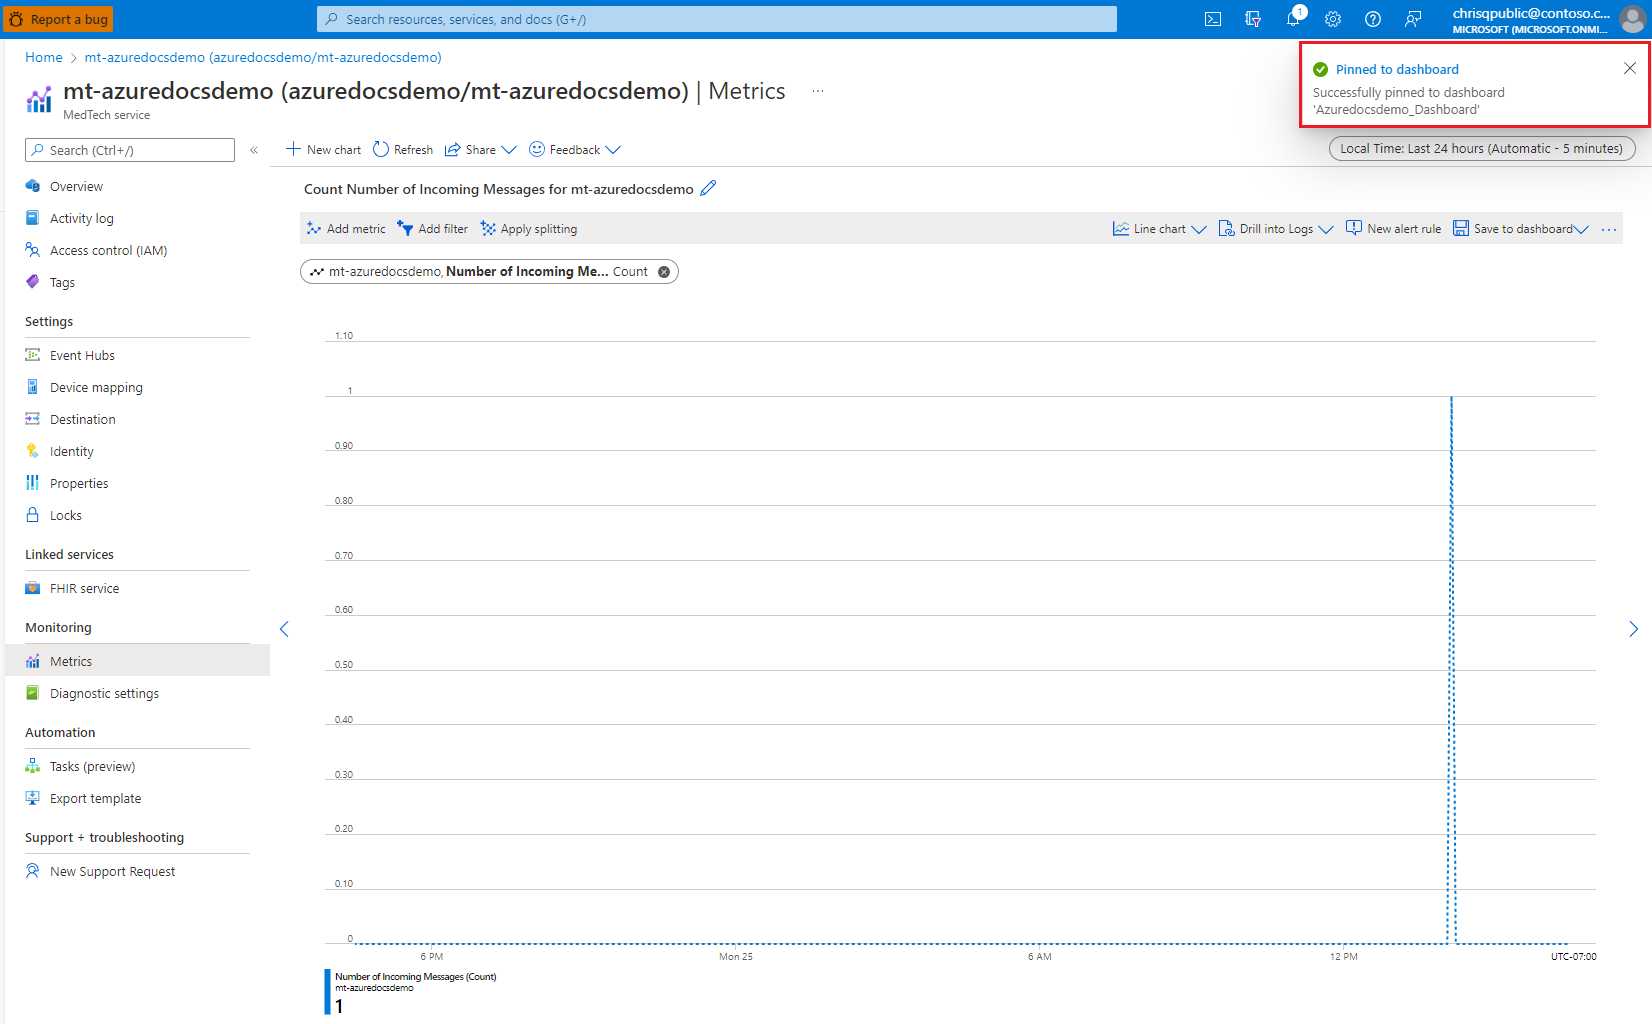 Report a bug
Search resources, services, and docs (G+/)
1
chrisqpublic@contoso.c...
MICROSOFT (MICROSOFT.ONMI...
Home > mt-azuredocsdemo (azuredocsdemo/mt-azuredocsdemo)
mt-azuredocsdemo (azuredocsdemo/mt-azuredocsdemo) | Metrics ...
MedTech service
Pinned to dashboard
Successfully pinned to dashboard
'Azuredocsdemo_Dashboard'
Search (Ctrl+/)
«
Overview
Activity log
Access control (IAM)
Tags
Settings
Event Hubs
Device mapping
Destination
Identity
Properties
Locks
Linked services
FHIR service
Monitoring
Metrics
Diagnostic settings
Automation
Tasks (preview)
Export template
Support + troubleshooting
New Support Request
New chart Refresh Share Feedback
Local Time: Last 24 hours (Automatic - 5 minutes)
Count Number of Incoming Messages for mt-azuredocsdemo
Add metric Add filter Apply splitting Line chart Drill into Logs New alert rule Save to dashboard ...
mt-azuredocsdemo, Number of Incoming Me... Count
1.10
1
0.90
0.80
0.70
0.60
0.50
0.40
0.30
0.20
0.10
0
6 PM Mon 25 6 AM 12 PM UTC-07:00
Number of Incoming Messages (Count)
mt-azuredocsdemo
1